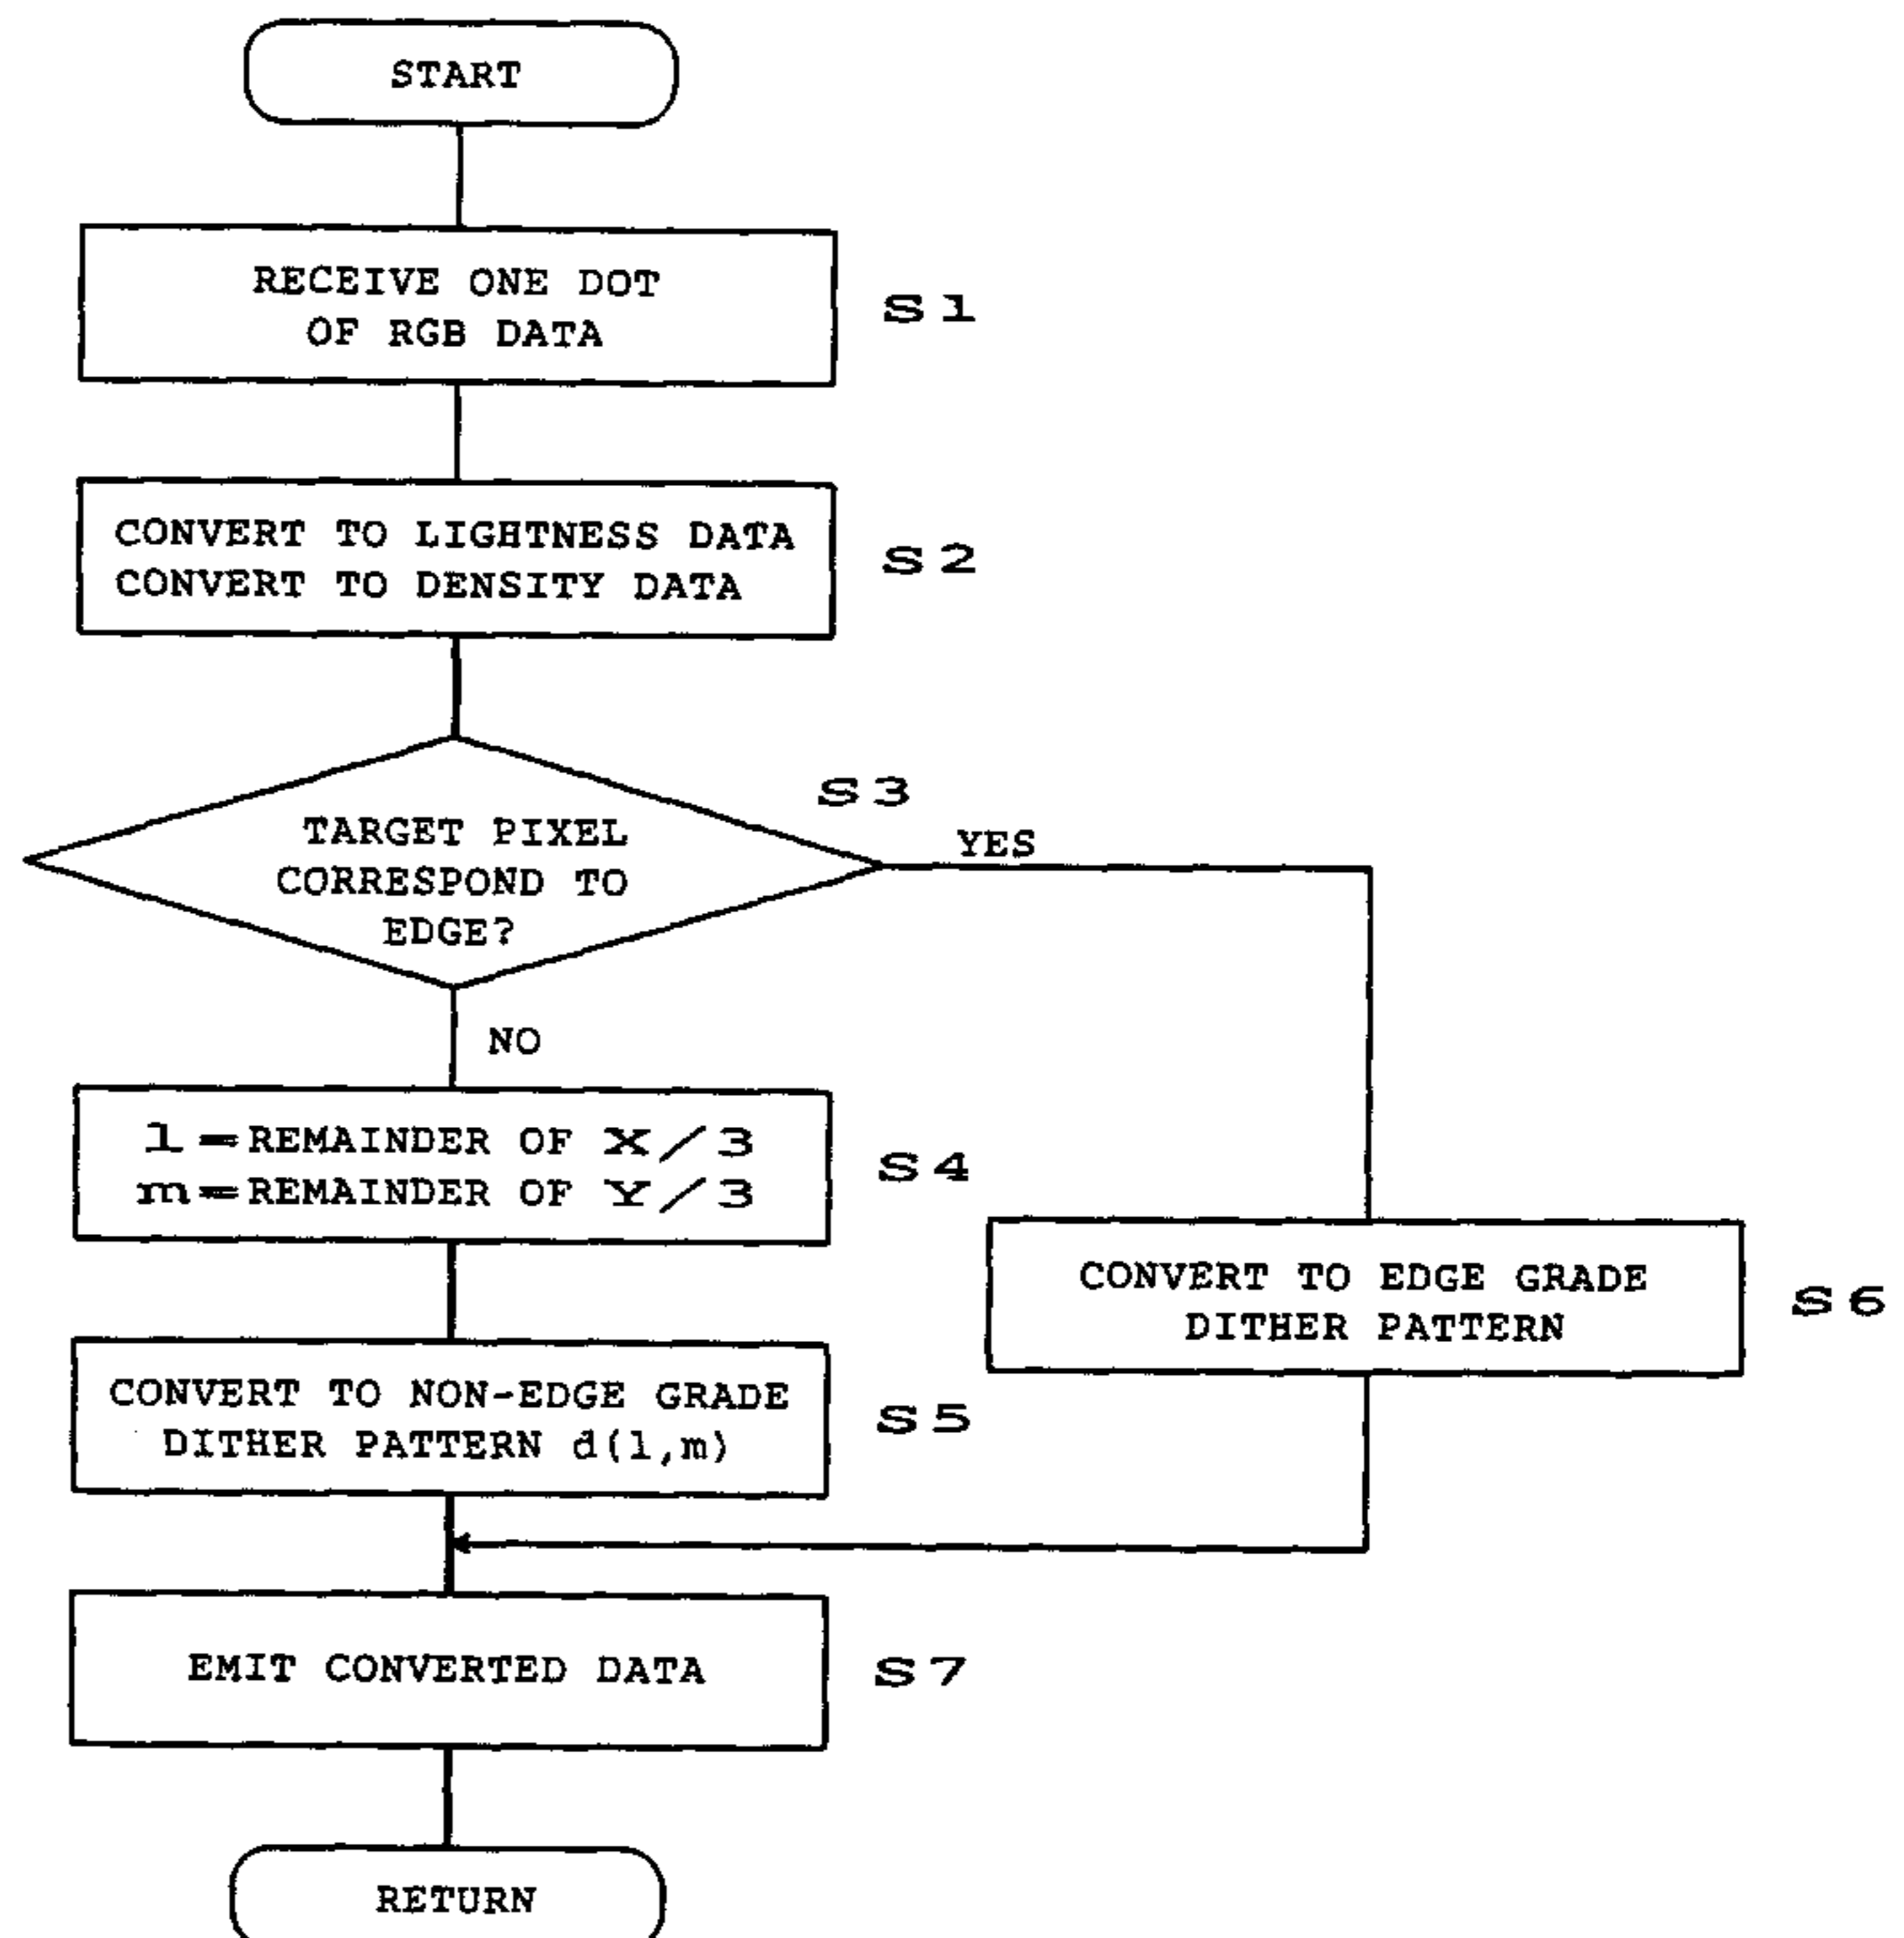 START
RECEIVE ONE DOT
OF RGB DATA
S1
CONVERT TO LIGHTNESS DATA
CONVERT TO DENSITY DATA
S2
S3
TARGET PIXEL
CORRESPOND TO
EDGE?
YES
NO
l=REMAINDER OF X/3
m=REMAINDER OF Y/3
S4
CONVERT TO EDGE GRADE
DITHER PATTERN
S6
CONVERT TO NON-EDGE GRADE
DITHER PATTERN d(l,m)
S5
EMIT CONVERTED DATA
S7
RETURN